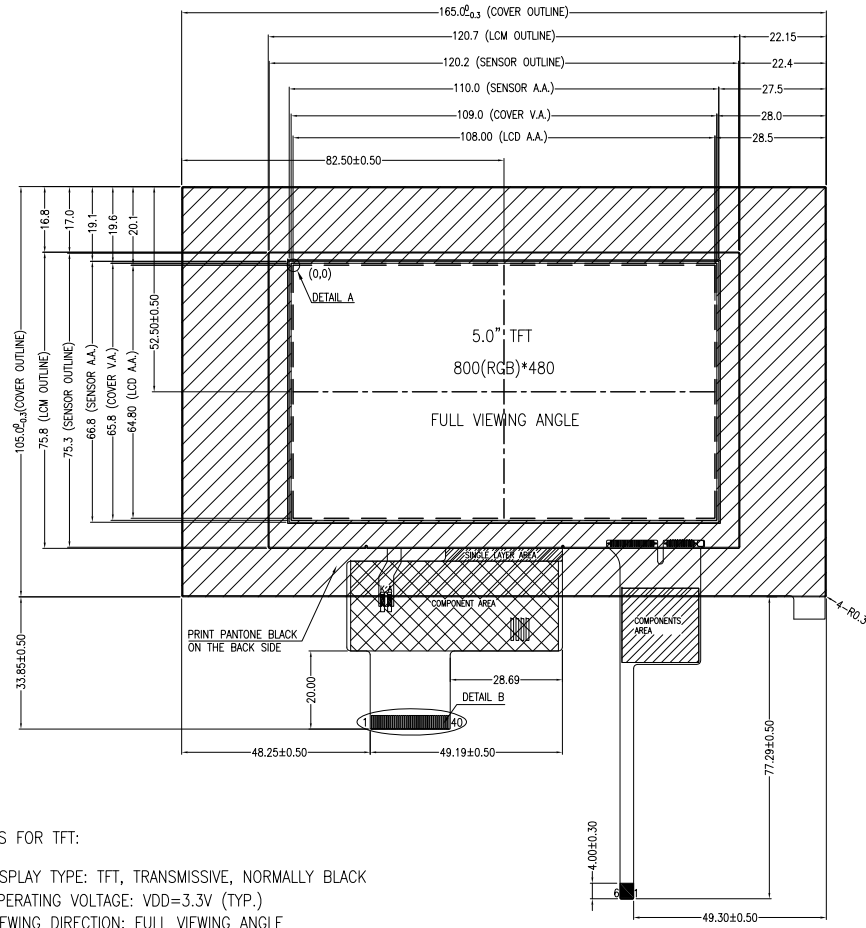 165.0⁰₋₀.₃ (COVER OUTLINE)
120.7 (LCM OUTLINE)
22.15
120.2 (SENSOR OUTLINE)
22.4
110.0 (SENSOR A.A.)
27.5
109.0 (COVER V.A.)
28.0
108.00 (LCD A.A.)
28.5
82.50±0.50
16.8
17.0
19.1
19.6
20.1
105.0⁰₋₀.₃(COVER OUTLINE)
75.8 (LCM OUTLINE)
75.3 (SENSOR OUTLINE)
66.8 (SENSOR A.A.)
65.8 (COVER V.A.)
64.80 (LCD A.A.)
52.50±0.50
(0,0)
DETAIL A
5.0" TFT
800(RGB)*480
FULL VIEWING ANGLE
SINGLE LAYER AREA
COMPONENT AREA
COMPONENTS
AREA
4-R0.3
PRINT PANTONE BLACK
ON THE BACK SIDE
33.85±0.50
20.00
28.69
DETAIL B
1
40
48.25±0.50
49.19±0.50
77.29±0.50
4.00±0.30
6
1
49.30±0.50
S FOR TFT:
SPLAY TYPE: TFT, TRANSMISSIVE, NORMALLY BLACK
PERATING VOLTAGE: VDD=3.3V (TYP.)
EWING DIRECTION: FULL VIEWING ANGLE